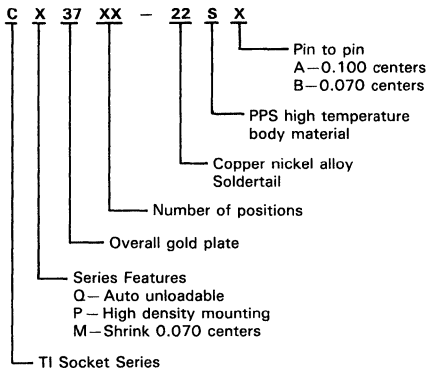 C X 37 XX – 22 S X
Pin to pin
A—0.100 centers
B—0.070 centers
PPS high temperature
body material
Copper nickel alloy
Soldertail
Number of positions
Overall gold plate
Series Features
Q—Auto unloadable
P—High density mounting
M—Shrink 0.070 centers
TI Socket Series